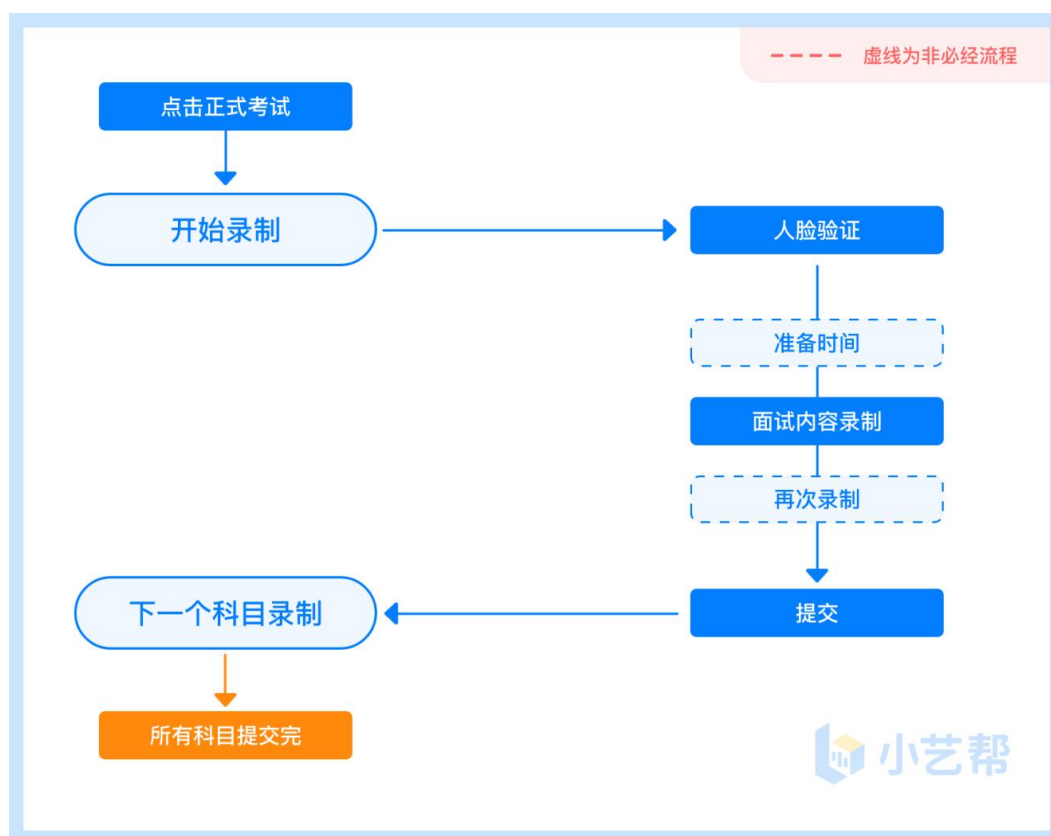 虚线为非必经流程
点击正式考试
开始录制
人脸验证
准备时间
面试内容录制
再次录制
提交
下一个科目录制
所有科目提交完
小艺帮